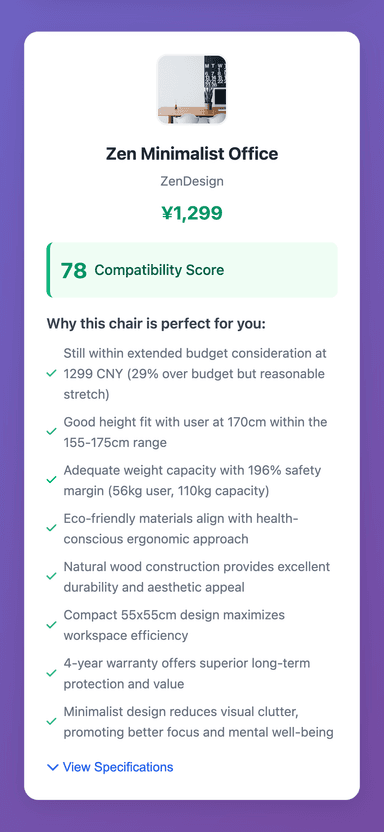 Zen Minimalist Office
ZenDesign
¥1,299
78 Compatibility Score
Why this chair is perfect for you:
Still within extended budget consideration at
1299 CNY (29% over budget but reasonable
stretch)
Good height fit with user at 170cm within the
155-175cm range
Adequate weight capacity with 196% safety
margin (56kg user, 110kg capacity)
Eco-friendly materials align with health-
conscious ergonomic approach
Natural wood construction provides excellent
durability and aesthetic appeal
Compact 55x55cm design maximizes
workspace efficiency
4-year warranty offers superior long-term
protection and value
Minimalist design reduces visual clutter,
promoting better focus and mental well-being
View Specifications